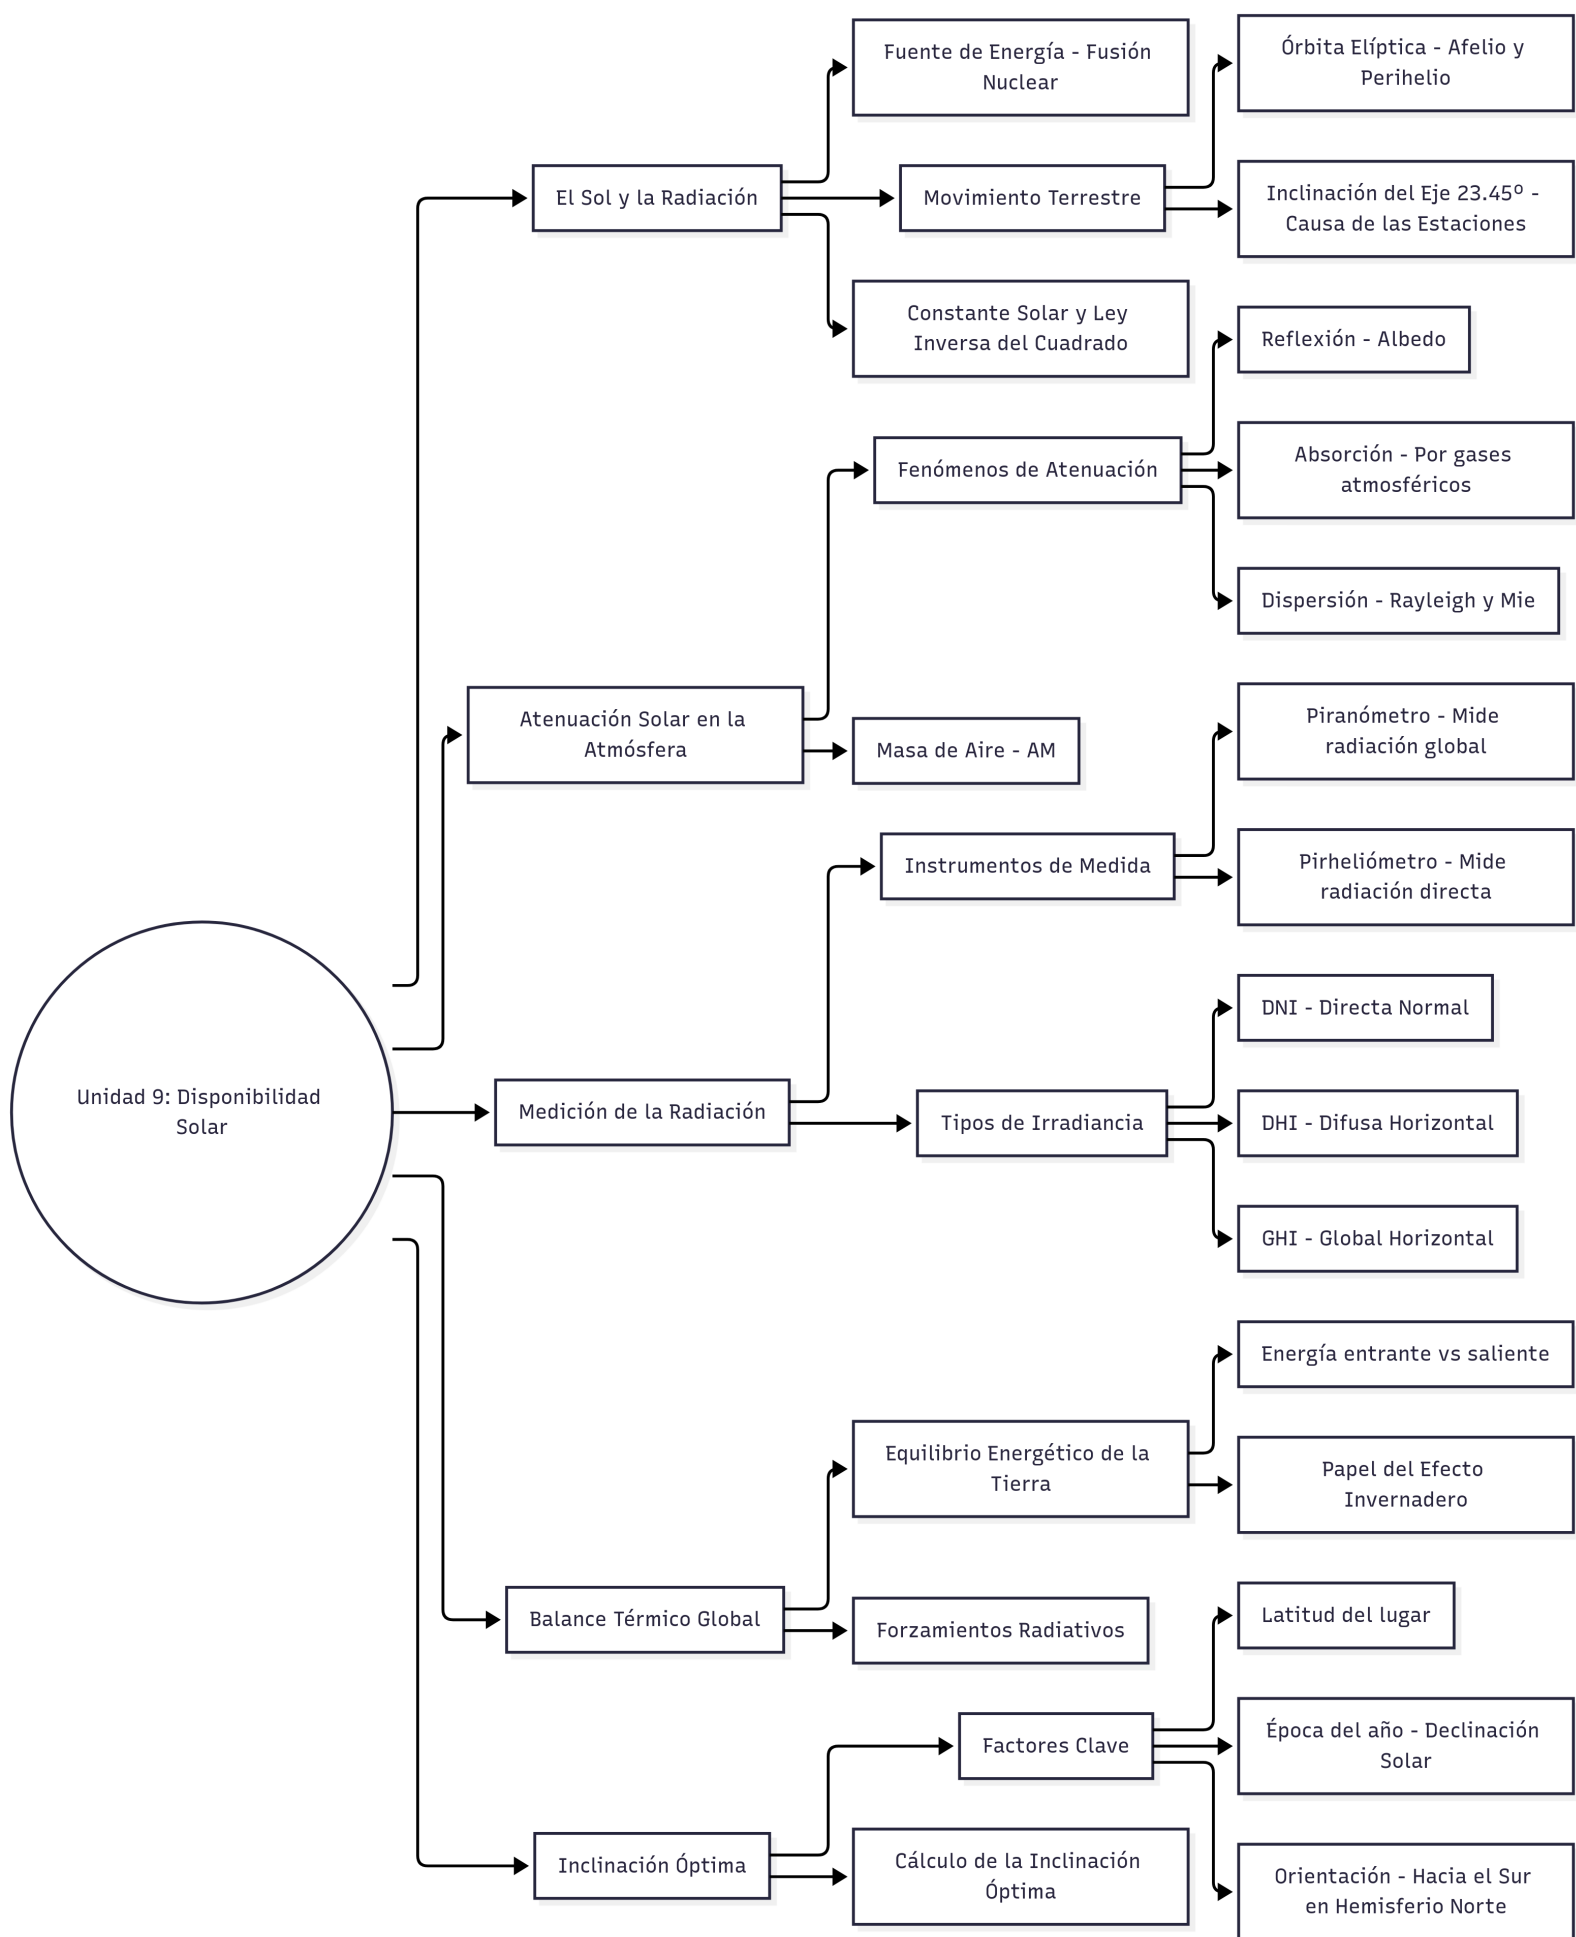 Unidad 9: Disponibilidad
Solar
El Sol y la Radiación
Fuente de Energía - Fusión
Nuclear
Movimiento Terrestre
Órbita Elíptica - Afelio y
Perihelio
Inclinación del Eje 23.45º -
Causa de las Estaciones
Constante Solar y Ley
Inversa del Cuadrado
Atenuación Solar en la
Atmósfera
Fenómenos de Atenuación
Reflexión - Albedo
Absorción - Por gases
atmosféricos
Dispersión - Rayleigh y Mie
Masa de Aire - AM
Medición de la Radiación
Instrumentos de Medida
Piranómetro - Mide
radiación global
Pirheliómetro - Mide
radiación directa
Tipos de Irradiancia
DNI - Directa Normal
DHI - Difusa Horizontal
GHI - Global Horizontal
Balance Térmico Global
Equilibrio Energético de la
Tierra
Energía entrante vs saliente
Papel del Efecto
Invernadero
Forzamientos Radiativos
Inclinación Óptima
Factores Clave
Latitud del lugar
Época del año - Declinación
Solar
Orientación - Hacia el Sur
en Hemisferio Norte
Cálculo de la Inclinación
Óptima